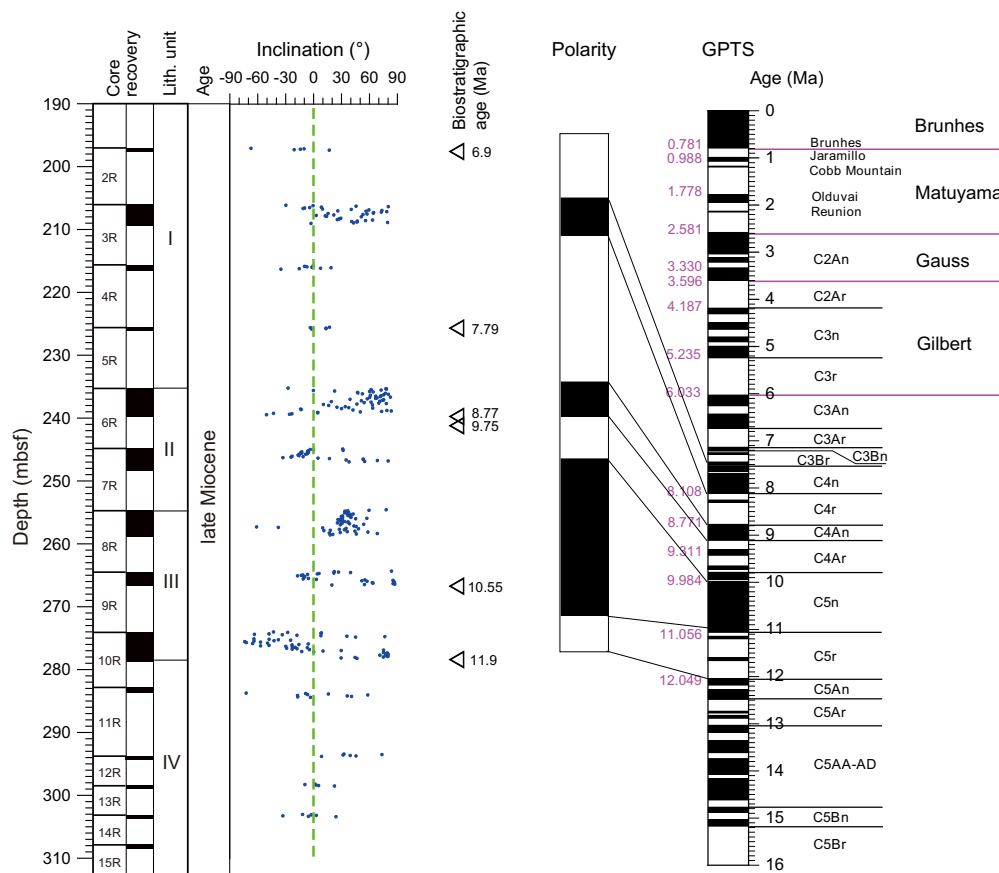 Core
recovery
Lith. unit
Age
Inclination (°)
-90 -60 -30 0 30 60 90
Biostratigraphic
age (Ma)
Polarity
GPTS
Age (Ma)
Depth (mbsf)
190
200
210
220
230
240
250
260
270
280
290
300
310
2R
3R
4R
5R
6R
7R
8R
9R
10R
11R
12R
13R
14R
15R
I
II
III
IV
late Miocene
6.9
7.79
8.77
9.75
10.55
11.9
0.781
0.988
1.778
2.581
3.330
3.596
4.187
5.235
6.033
8.108
8.771
9.311
9.984
11.056
12.049
0
1
2
3
4
5
6
7
8
9
10
11
12
13
14
15
16
Brunhes
Jaramillo
Cobb Mountain
Olduvai
Reunion
C2An
C2Ar
C3n
C3r
C3An
C3Ar
C3Bn
C3Br
C4n
C4r
C4An
C4Ar
C5n
C5r
C5An
C5Ar
C5AA-AD
C5Bn
C5Br
Brunhes
Matuyama
Gauss
Gilbert